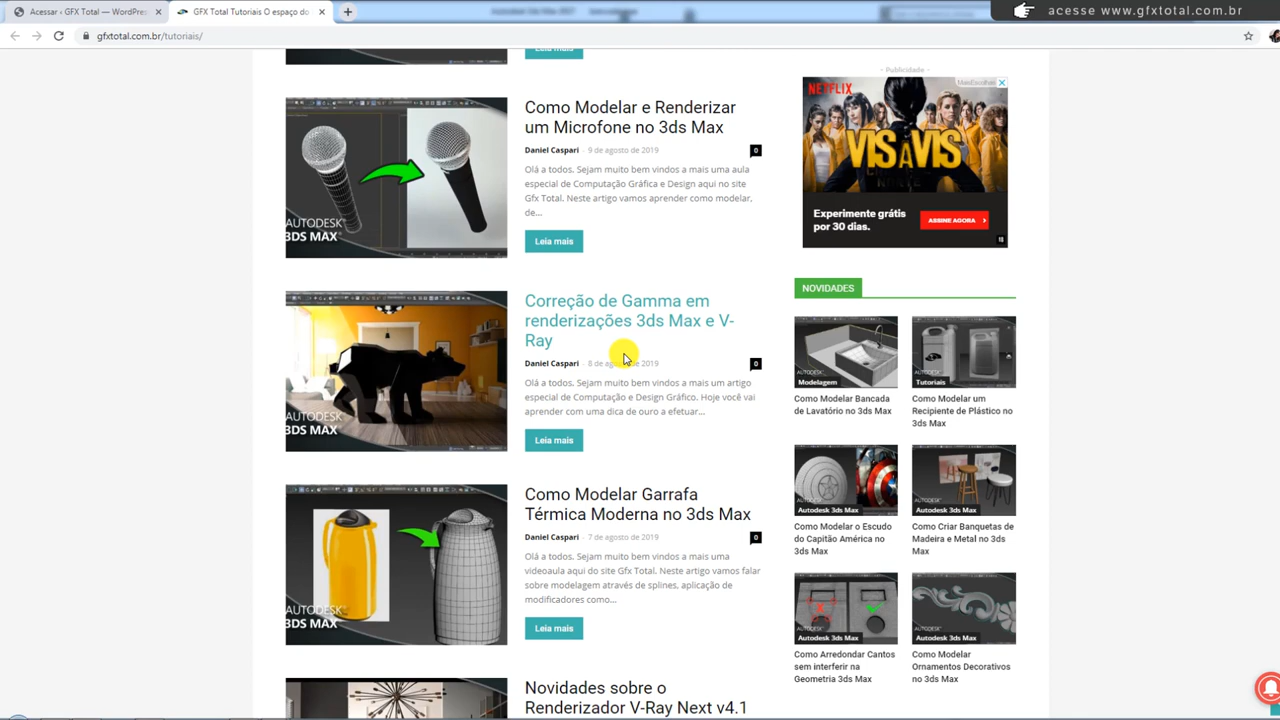 Acessar ‹ GFX Total — WordPress
GFX Total Tutoriais O espaço do
acesse www.gfxtotal.com.br
gfxtotal.com.br/tutoriais/
Leia mais
Como Modelar e Renderizar
um Microfone no 3ds Max
Daniel Caspari - 9 de agosto de 2019
0
Olá a todos. Sejam muito bem vindos a mais uma aula
especial de Computação Gráfica e Design aqui no site
Gfx Total. Neste artigo vamos aprender como modelar,
de...
Leia mais
AUTODESK®
3DS MAX®
Correção de Gamma em
renderizações 3ds Max e V-
Ray
Daniel Caspari - 8 de agosto de 2019
0
Olá a todos. Sejam muito bem vindos a mais um artigo
especial de Computação e Design Gráfico. Hoje você vai
aprender com uma dica de ouro a efetuar...
Leia mais
AUTODESK®
3DS MAX®
Como Modelar Garrafa
Térmica Moderna no 3ds Max
Daniel Caspari - 7 de agosto de 2019
0
Olá a todos. Sejam muito bem vindos a mais uma
videoaula aqui do site Gfx Total. Neste artigo vamos falar
sobre modelagem através de splines, aplicação de
modificadores como...
Leia mais
AUTODESK®
3DS MAX®
Novidades sobre o
Renderizador V-Ray Next v4.1
- Publicidade -
NETFLIX
MaisEscolhas
VIS A VIS
Experimente grátis
por 30 dias.
ASSINE AGORA
NOVIDADES
Modelagem
Como Modelar Bancada
de Lavatório no 3ds Max
Tutoriais
Como Modelar um
Recipiente de Plástico no
3ds Max
Autodesk 3ds Max
Como Modelar o Escudo
do Capitão América no
3ds Max
Autodesk 3ds Max
Como Criar Banquetas de
Madeira e Metal no 3ds
Max
Autodesk 3ds Max
Como Arredondar Cantos
sem interferir na
Geometria 3ds Max
Autodesk 3ds Max
Como Modelar
Ornamentos Decorativos
no 3ds Max